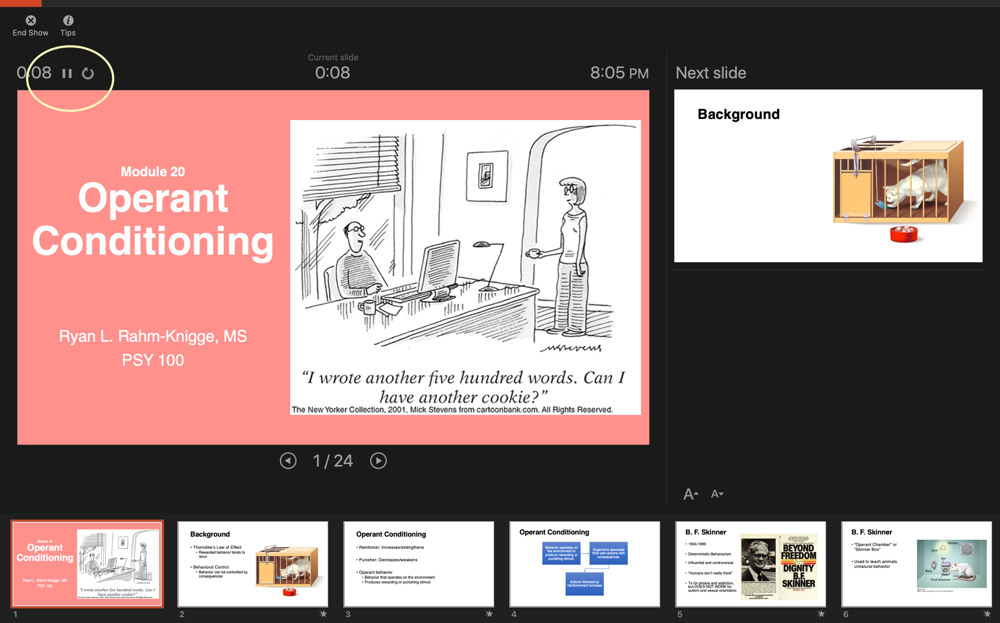 End Show
Tips
0:08
Current slide
0:08
8:05 PM
Next slide
Module 20
Operant
Conditioning
Ryan L. Rahm-Knigge, MS
PSY 100
mstevens
“I wrote another five hundred words. Can I
have another cookie?”
The New Yorker Collection, 2001, Mick Stevens from cartoonbank.com. All Rights Reserved.
Background
1 / 24
A
A
Module 20
Operant
Conditioning
Ryan L. Rahm-Knigge, MS
PSY 100
“I wrote another five hundred words. Can I
have another cookie?”
The New Yorker Collection, 2001, Mick Stevens from cartoonbank.com. All Rights Reserved.
1
Background
• Thorndike’s Law of Effect
• Rewarded behavior tends to
recur
• Behavioral Control
• Behavior can be controlled by
consequences
2
Operant Conditioning
• Reinforcer: Increases/strengthens
• Punisher: Decreases/weakens
• Operant behavior
• Behavior that operates on the environment
• Produces rewarding or punishing stimuli
3
Operant Conditioning
Behavior operates on
the environment to
produce rewarding or
punishing stimuli.
Organisms associate
their own actions with
consequences.
Actions followed by
reinforcement increase
4
B. F. Skinner
• 1904-1990
• Deterministic Behaviorism
• Influential and controversial
• “Humans don’t really think”
• Tx for phobia and addiction,
but DOES NOT WORK for
autism and sexual orientation
BEYOND
FREEDOM
&
DIGNITY
B.F.
SKINNER
Walden Two
5
B. F. Skinner
• “Operant Chamber” or
“Skinner Box”
• Used to teach animals
unnatural behavior
Speaker
Light
Bar
Water
Food dispenser
6